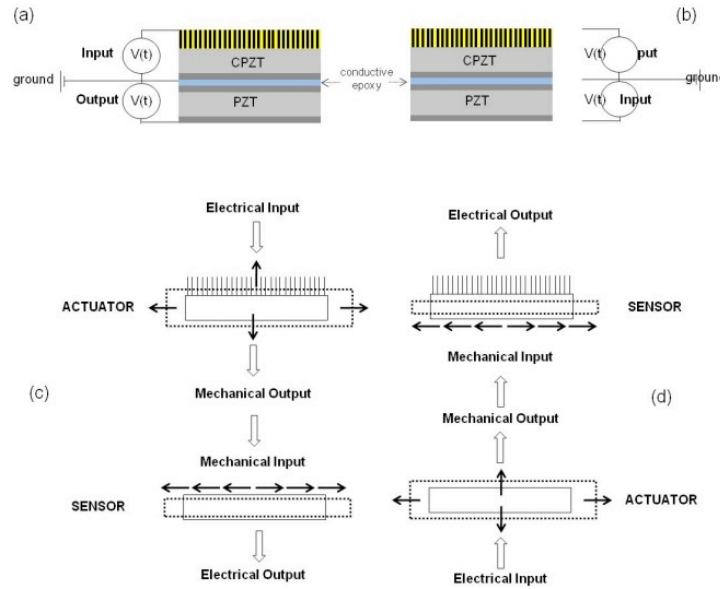 (a)
(b)
Input
V(t)
CPZT
ground
Output
V(t)
PZT
conductive
epoxy
CPZT
PZT
V(t)
put
V(t)
Input
ground
Electrical Input
ACTUATOR
Mechanical Output
(c)
Mechanical Input
SENSOR
Electrical Output
Electrical Output
SENSOR
Mechanical Input
Mechanical Output
(d)
ACTUATOR
Electrical Input